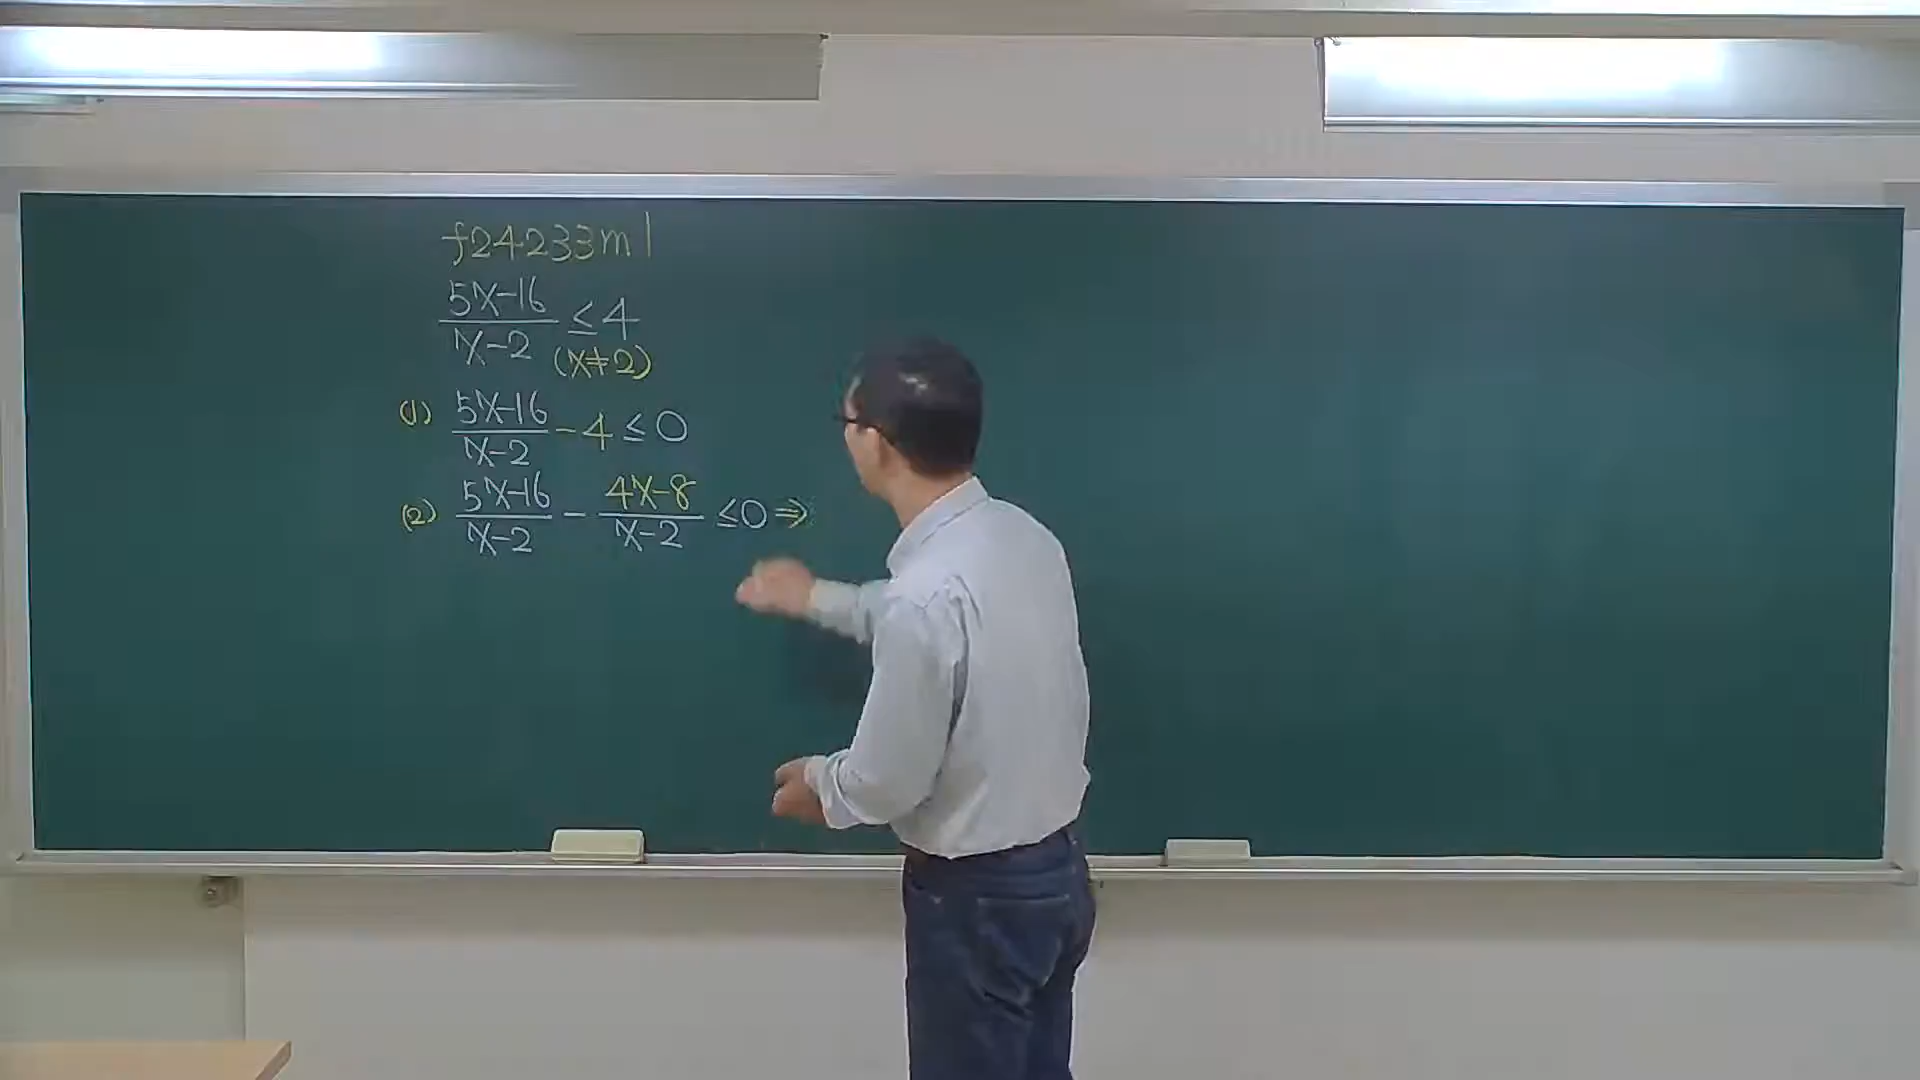 f24233m1
5x-16/x-2 ≤ 4
(x≠2)
(1) 5x-16/x-2 - 4 ≤ 0
(2) 5x-16/x-2 - 4x-8/x-2 ≤ 0 ⇒